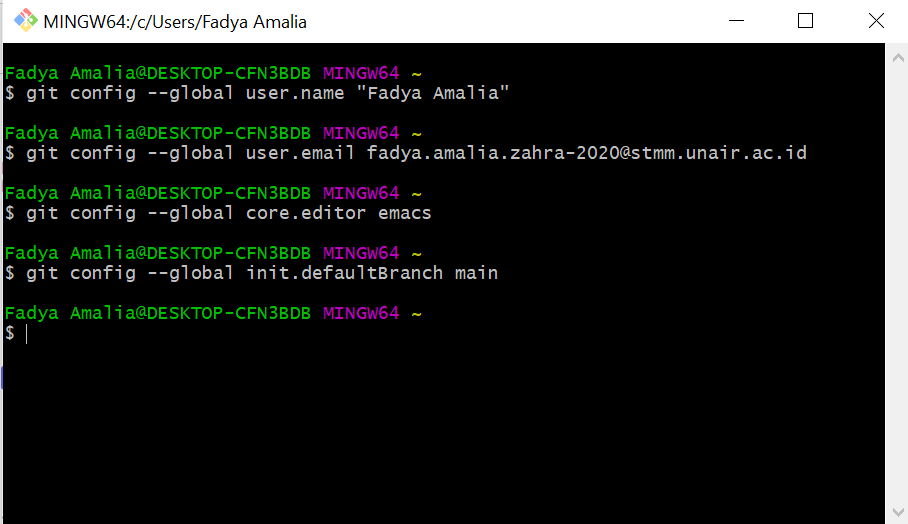 MINGW64:/c/Users/Fadya Amalia
Fadya Amalia@DESKTOP-CFN3BDB MINGW64 ~
$ git config --global user.name "Fadya Amalia"
Fadya Amalia@DESKTOP-CFN3BDB MINGW64 ~
$ git config --global user.email fadya.amalia.zahra-2020@stmm.unair.ac.id
Fadya Amalia@DESKTOP-CFN3BDB MINGW64 ~
$ git config --global core.editor emacs
Fadya Amalia@DESKTOP-CFN3BDB MINGW64 ~
$ git config --global init.defaultBranch main
Fadya Amalia@DESKTOP-CFN3BDB MINGW64 ~
$